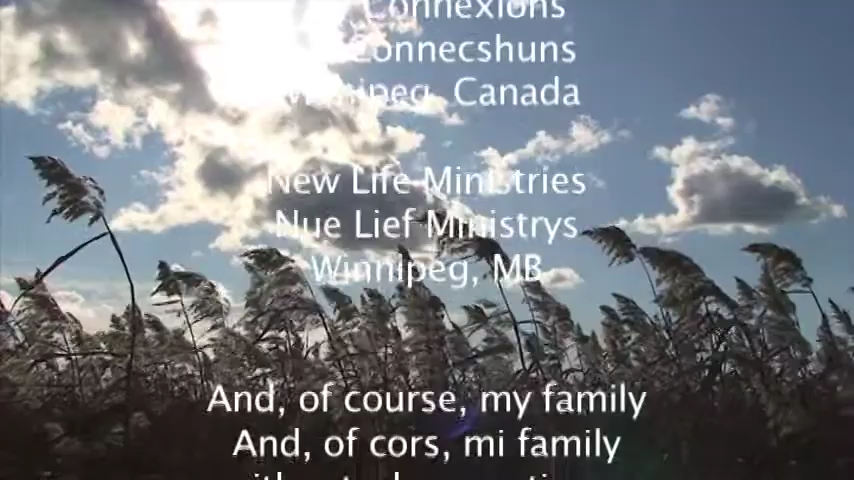 Connexions
Connecshuns
Winnipeg, Canada
New Life Ministries
Nue Lief Ministrys
Winnipeg, MB
And, of course, my family
And, of cors, mi family